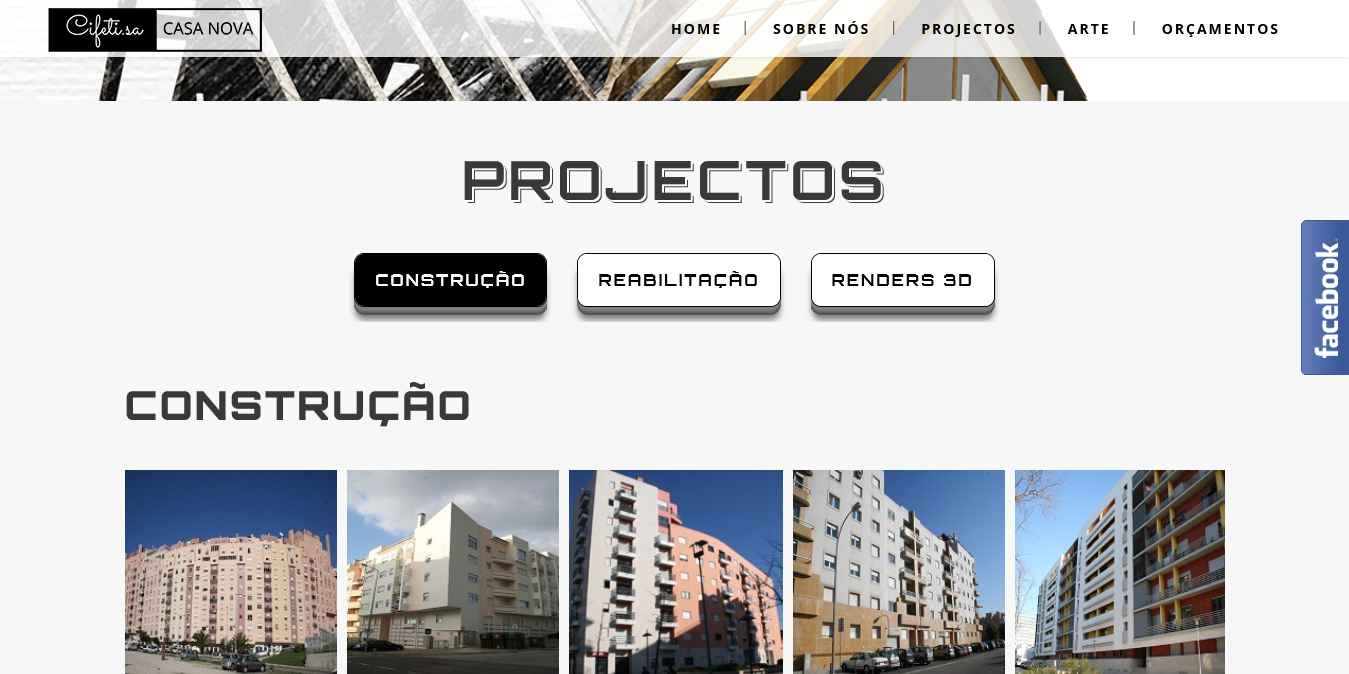 Cifeti.sa CASA NOVA
HOME | SOBRE NÓS | PROJECTOS | ARTE | ORÇAMENTOS
PROJECTOS
CONSTRUÇÃO REABILITAÇÃO RENDERS 3D
facebook
CONSTRUÇÃO